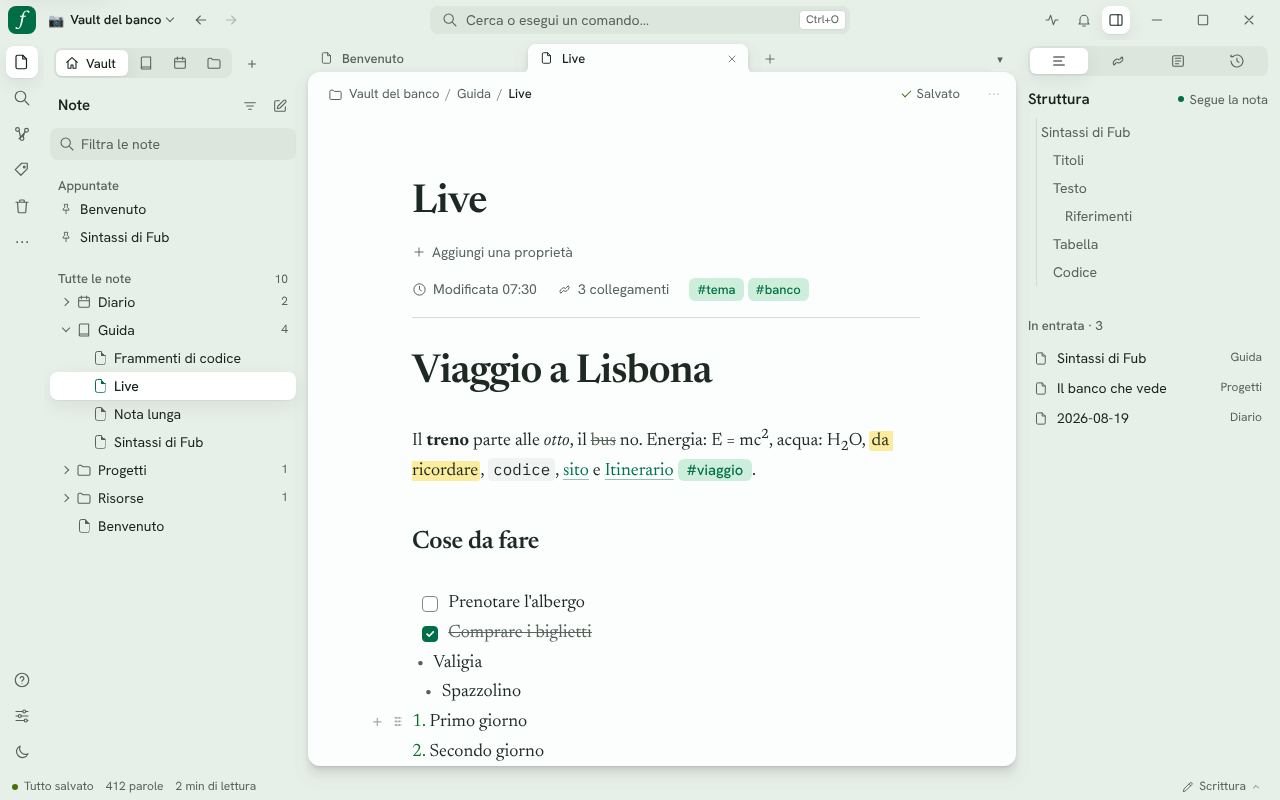 Vault del banco
Cerca o esegui un comando...
Ctrl+O
Vault
Benvenuto
Live
Note
Filtra le note
Appuntate
Benvenuto
Sintassi di Fub
Tutte le note 10
Diario 2
Guida 4
Frammenti di codice
Live
Nota lunga
Sintassi di Fub
Progetti 1
Risorse 1
Benvenuto
Vault del banco / Guida / Live
Salvato
Live
Aggiungi una proprietà
Modificata 07:30 3 collegamenti #tema #banco
Viaggio a Lisbona
Il treno parte alle otto, il bus no. Energia: E = mc², acqua: H₂O, da
ricordare, codice, sito e Itinerario #viaggio.
Cose da fare
Prenotare l'albergo
Comprare i biglietti
• Valigia
• Spazzolino
1. Primo giorno
2. Secondo giorno
Struttura
Segue la nota
Sintassi di Fub
Titoli
Testo
Riferimenti
Tabella
Codice
In entrata · 3
Sintassi di Fub Guida
Il banco che vede Progetti
2026-08-19 Diario
Tutto salvato 412 parole 2 min di lettura
Scrittura